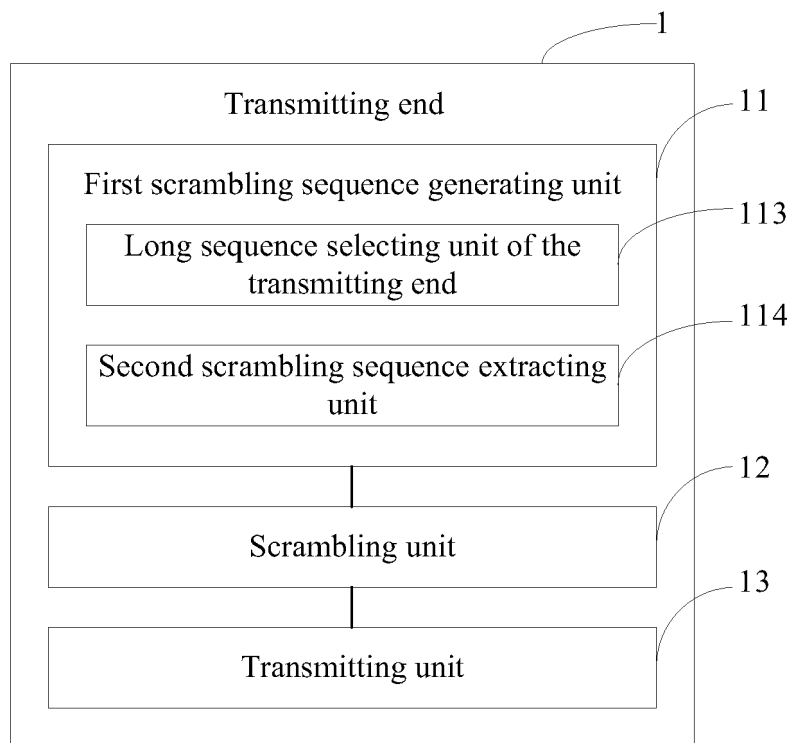 1
Transmitting end
11
First scrambling sequence generating unit
113
Long sequence selecting unit of the
transmitting end
114
Second scrambling sequence extracting
unit
12
Scrambling unit
13
Transmitting unit